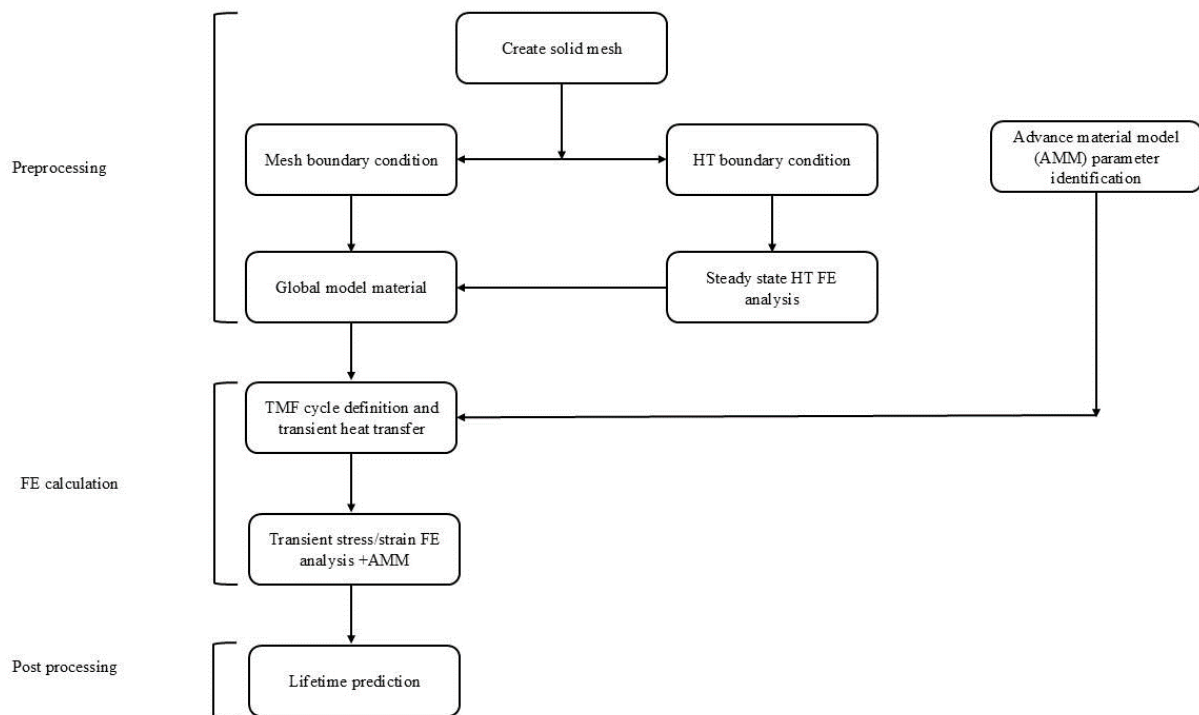 Create solid mesh
Preprocessing
Mesh boundary condition
HT boundary condition
Advance material model
(AMM) parameter
identification
Global model material
Steady state HT FE
analysis
FE calculation
TMF cycle definition and
transient heat transfer
Transient stress/strain FE
analysis +AMM
Post processing
Lifetime prediction